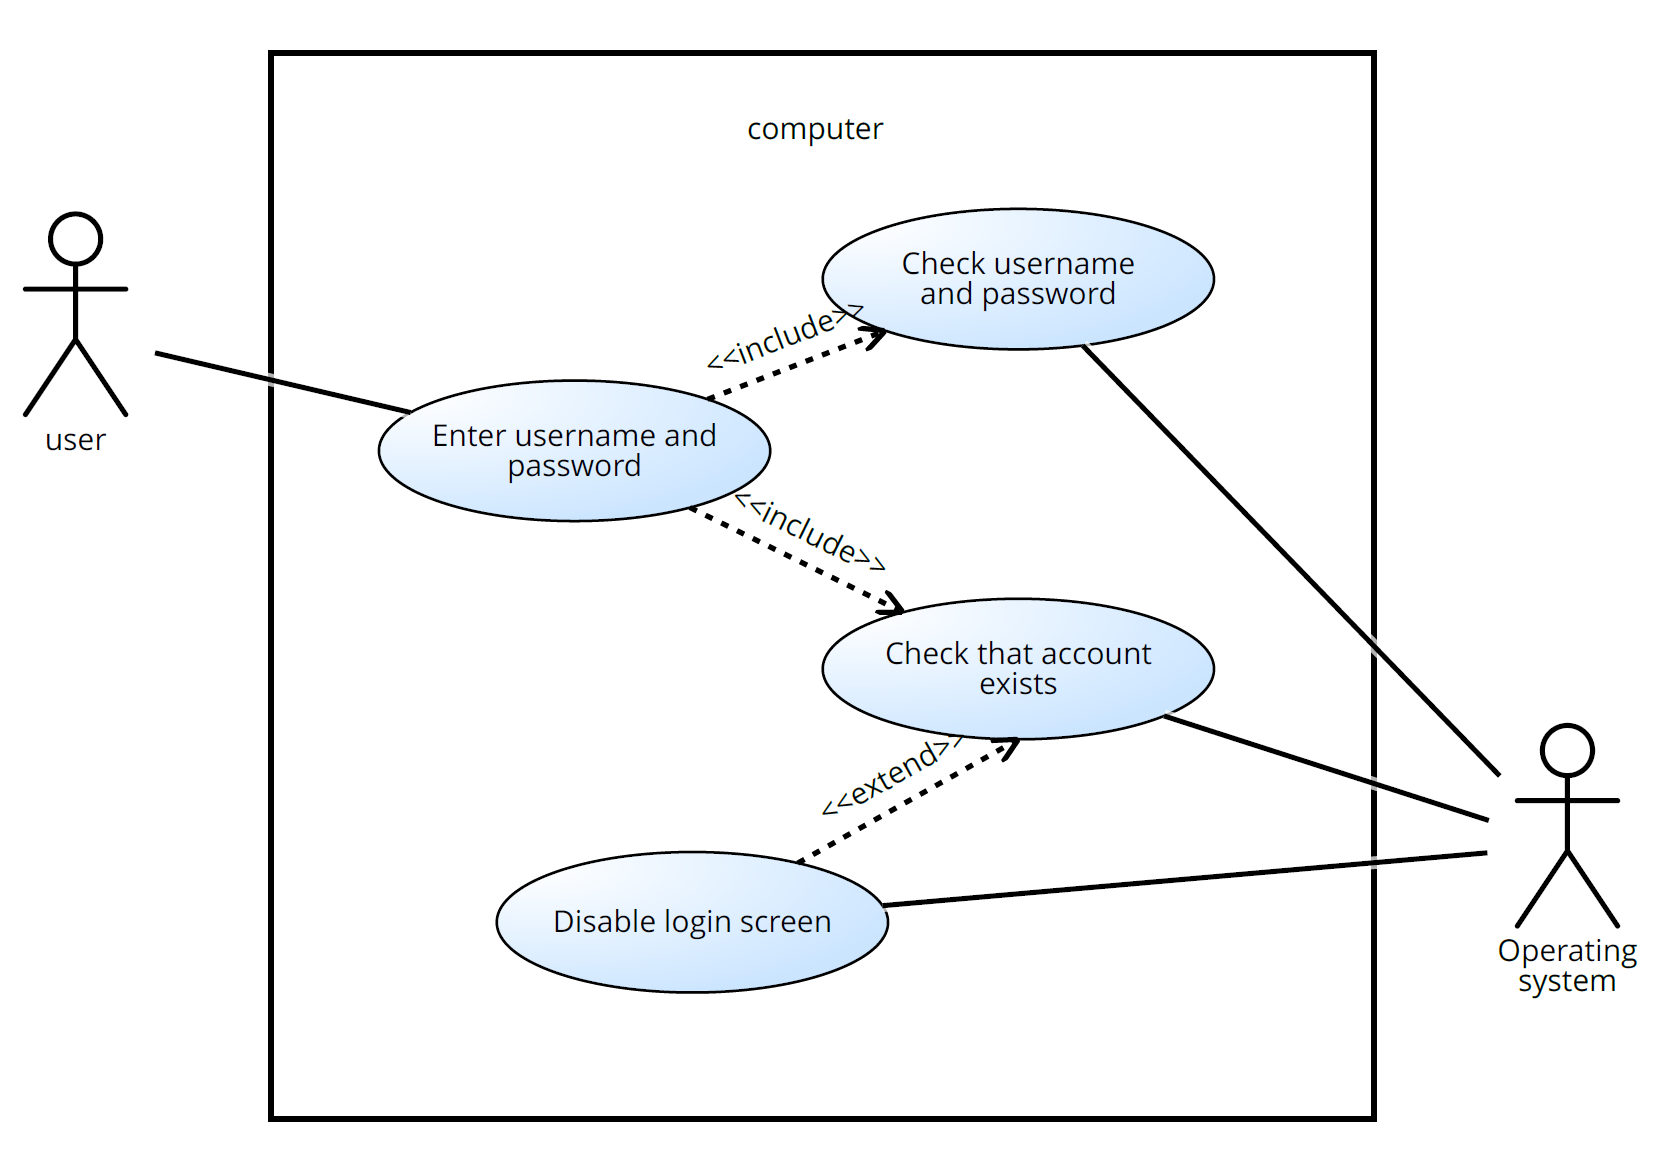 computer
Check username
and password
<<include>>
user
Enter username and
password
<<include>>
Check that account
exists
<<extend>>
Disable login screen
Operating
system